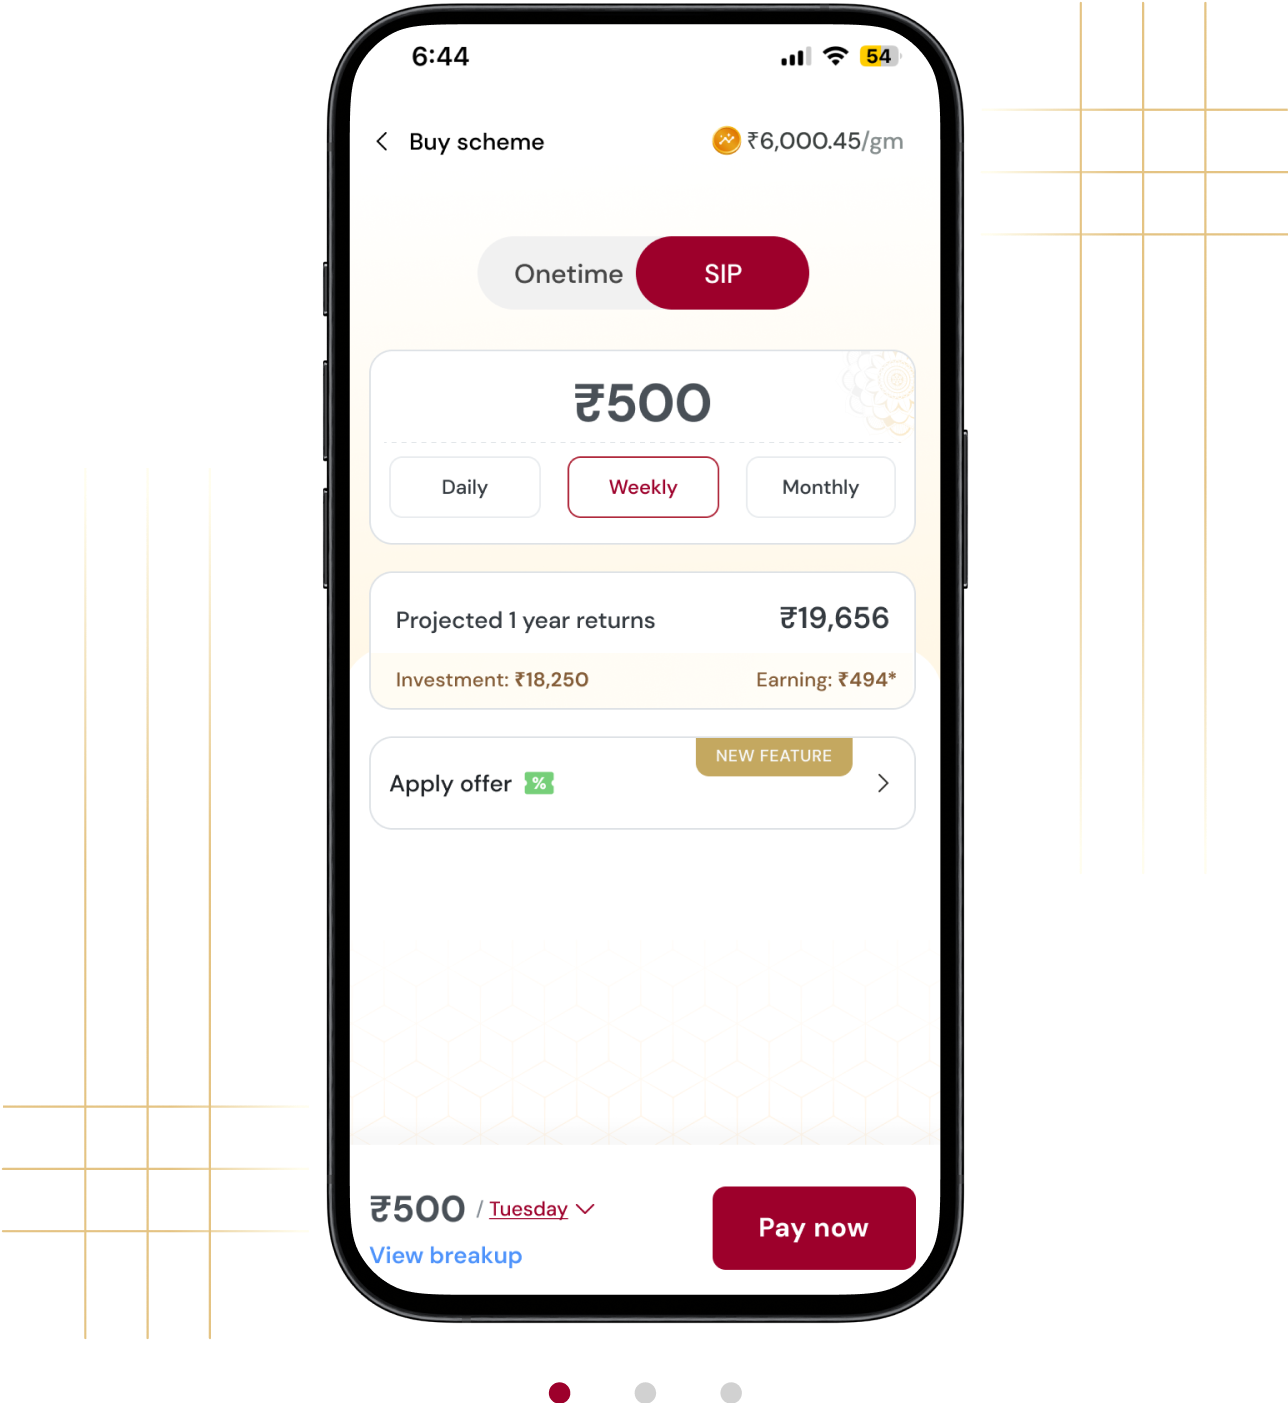 6:44
54
Buy scheme
₹6,000.45/gm
Onetime
SIP
₹500
Daily
Weekly
Monthly
Projected 1 year returns
₹19,656
Investment: ₹18,250
Earning: ₹494*
NEW FEATURE
Apply offer %
₹500 / Tuesday
View breakup
Pay now